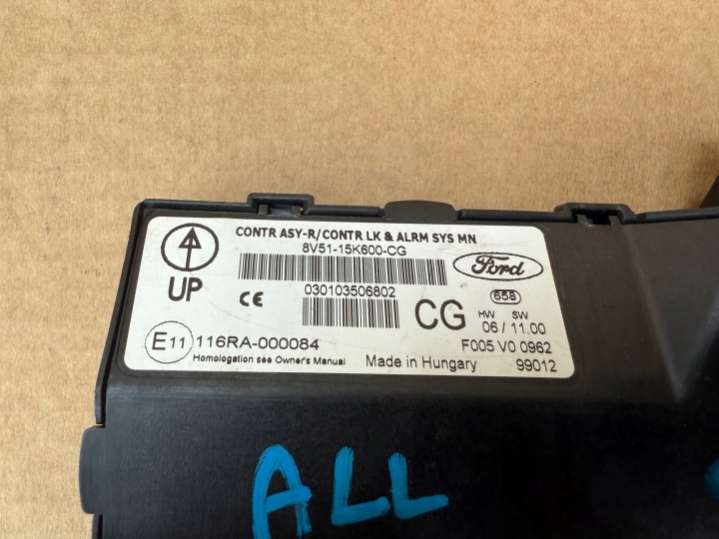 CONTR ASY-R/CONTR LK & ALRM SYS MN
8V51-15K600-CG
Ford
UP
CE
030103506802
CG
658
HW SW
06 / 11.00
E11 116RA-000084
F005 V0 0962
Homologation see Owner's Manual
Made in Hungary
99012
ALL